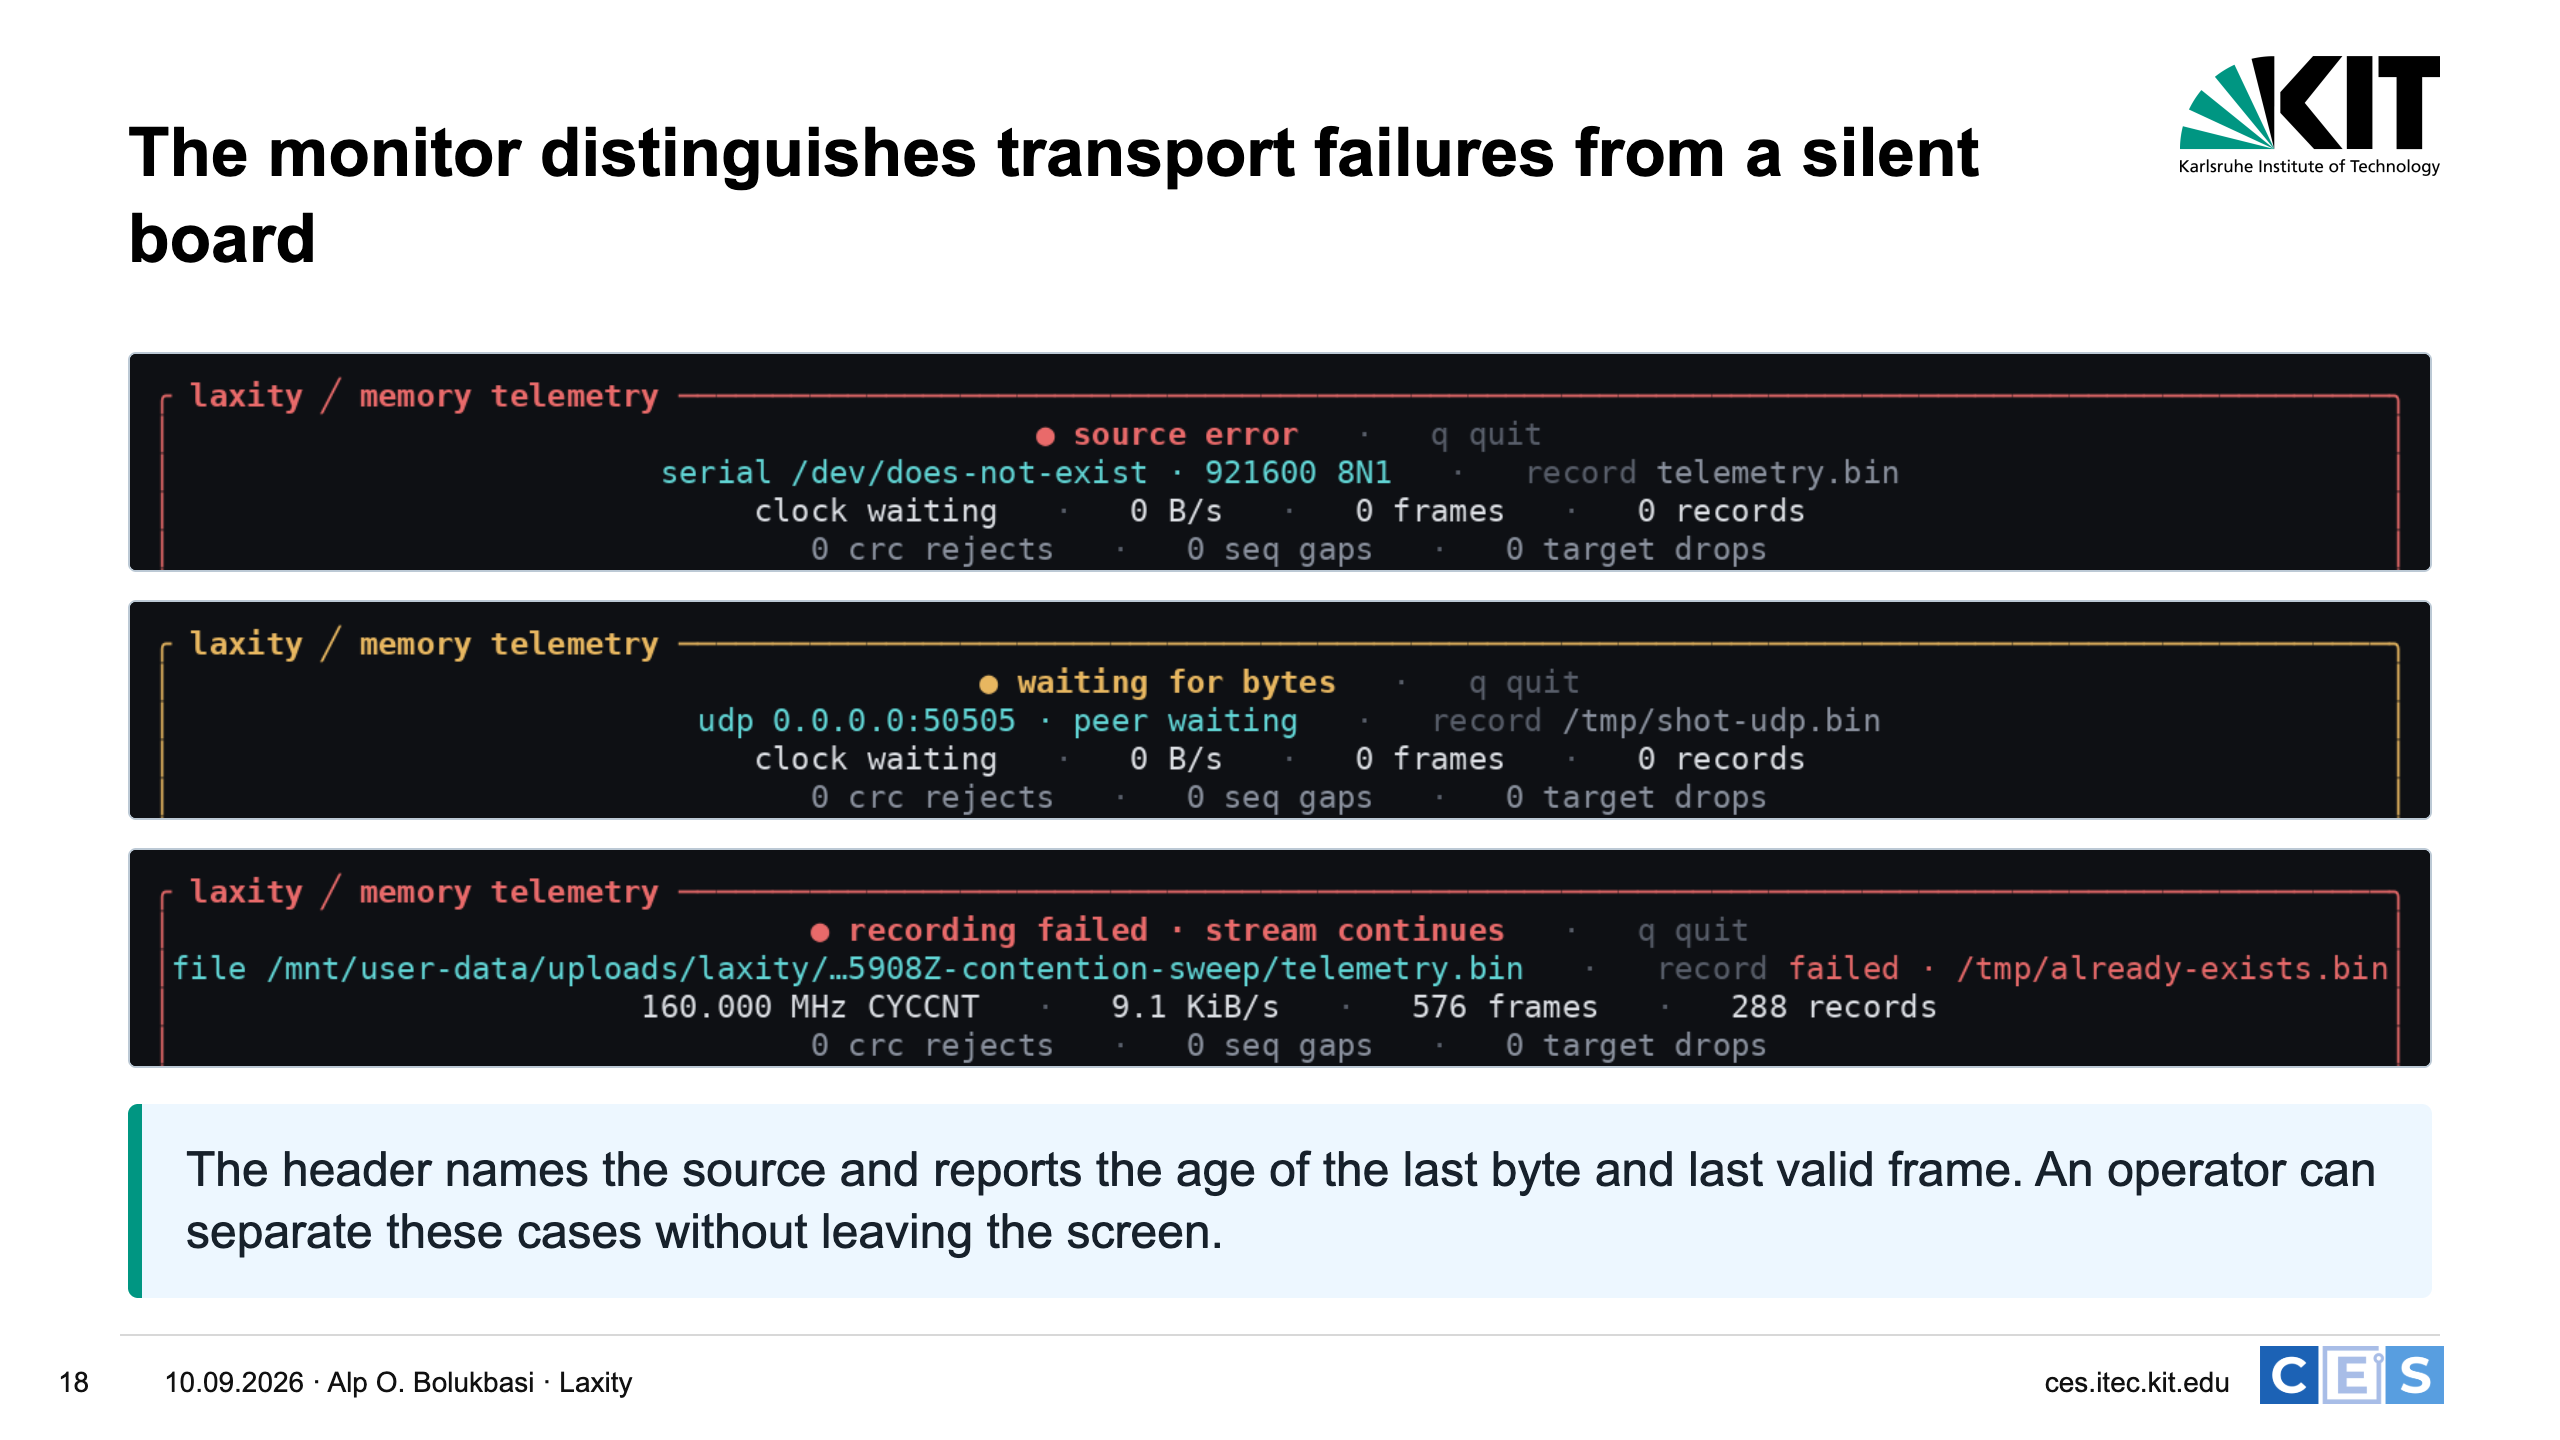 The monitor distinguishes transport failures from a silent
board
KIT
Karlsruhe Institute of Technology
laxity / memory telemetry
● source error · q quit
serial /dev/does-not-exist · 921600 8N1 · record telemetry.bin
clock waiting · 0 B/s · 0 frames · 0 records
0 crc rejects · 0 seq gaps · 0 target drops
laxity / memory telemetry
● waiting for bytes · q quit
udp 0.0.0.0:50505 · peer waiting · record /tmp/shot-udp.bin
clock waiting · 0 B/s · 0 frames · 0 records
0 crc rejects · 0 seq gaps · 0 target drops
laxity / memory telemetry
● recording failed · stream continues · q quit
file /mnt/user-data/uploads/laxity/…5908Z-contention-sweep/telemetry.bin · record failed · /tmp/already-exists.bin
160.000 MHz CYCCNT · 9.1 KiB/s · 576 frames · 288 records
0 crc rejects · 0 seq gaps · 0 target drops
The header names the source and reports the age of the last byte and last valid frame. An operator can
separate these cases without leaving the screen.
18 10.09.2026 · Alp O. Bolukbasi · Laxity ces.itec.kit.edu CES